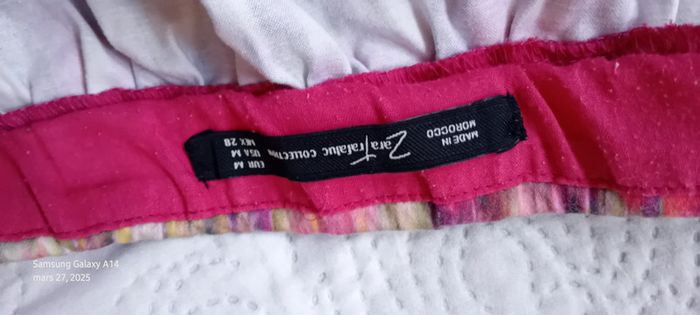 EUR M
USA M
MEX 28
Zara Trafaluc COLLECTION
MADE IN
MOROCCO
Samsung Galaxy A14
mars 27, 2025